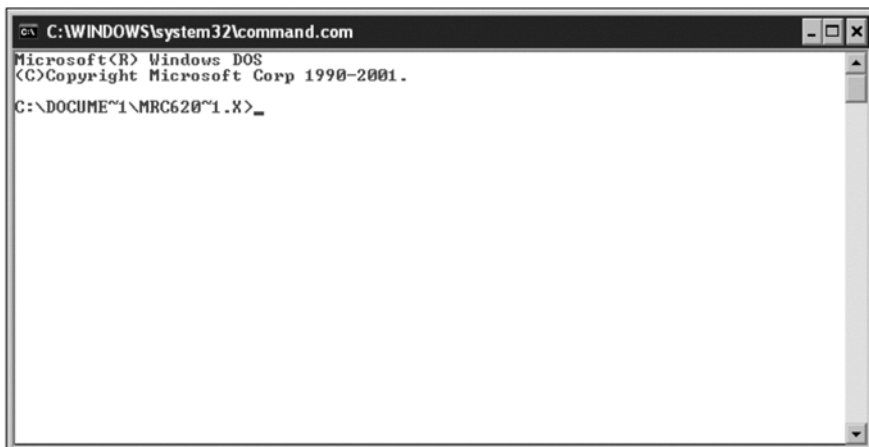 C:\WINDOWS\system32\command.com
Microsoft(R) Windows DOS
(C)Copyright Microsoft Corp 1990-2001.
C:\DOCUME~1\MRC620~1.X>_